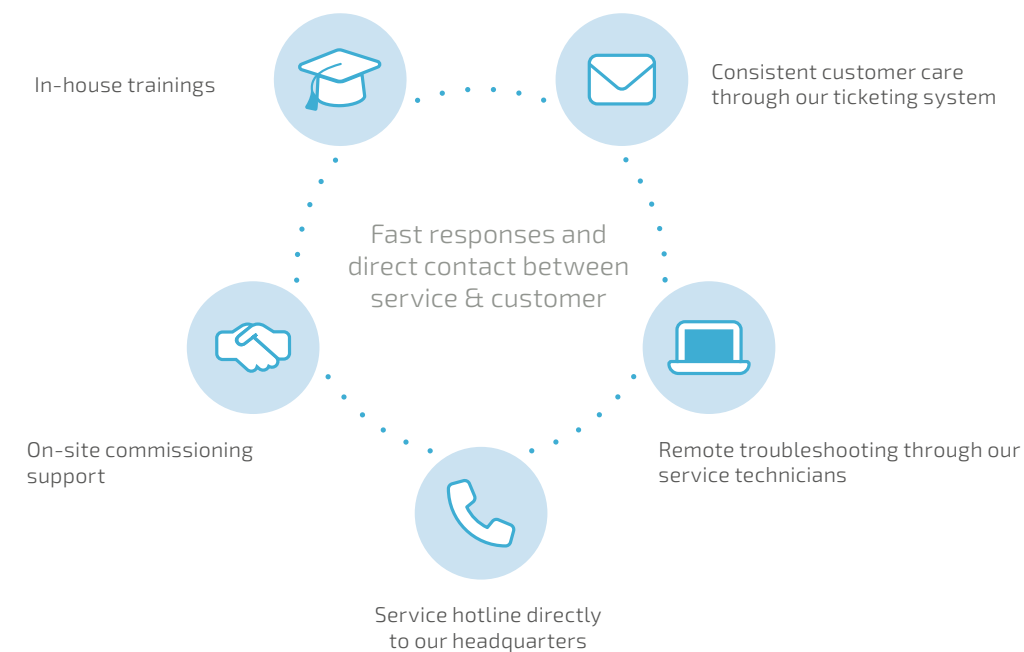 In-house trainings
Consistent customer care
through our ticketing system
Fast responses and
direct contact between
service & customer
On-site commissioning
support
Remote troubleshooting through our
service technicians
Service hotline directly
to our headquarters